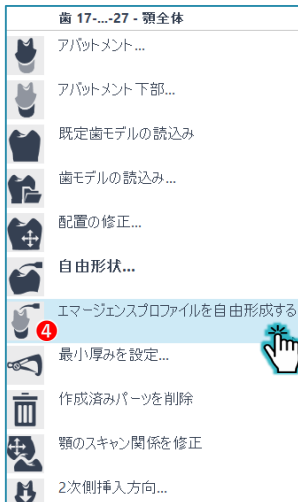 歯 17-...-27 - 顎全体
アバットメント...
アバットメント下部...
既定歯モデルの読込み
歯モデルの読込み...
配置の修正...
自由形状...
エマージェンスプロファイルを自由形成する
4
最小厚みを設定...
作成済みパーツを削除
顎のスキャン関係を修正
2次側挿入方向...